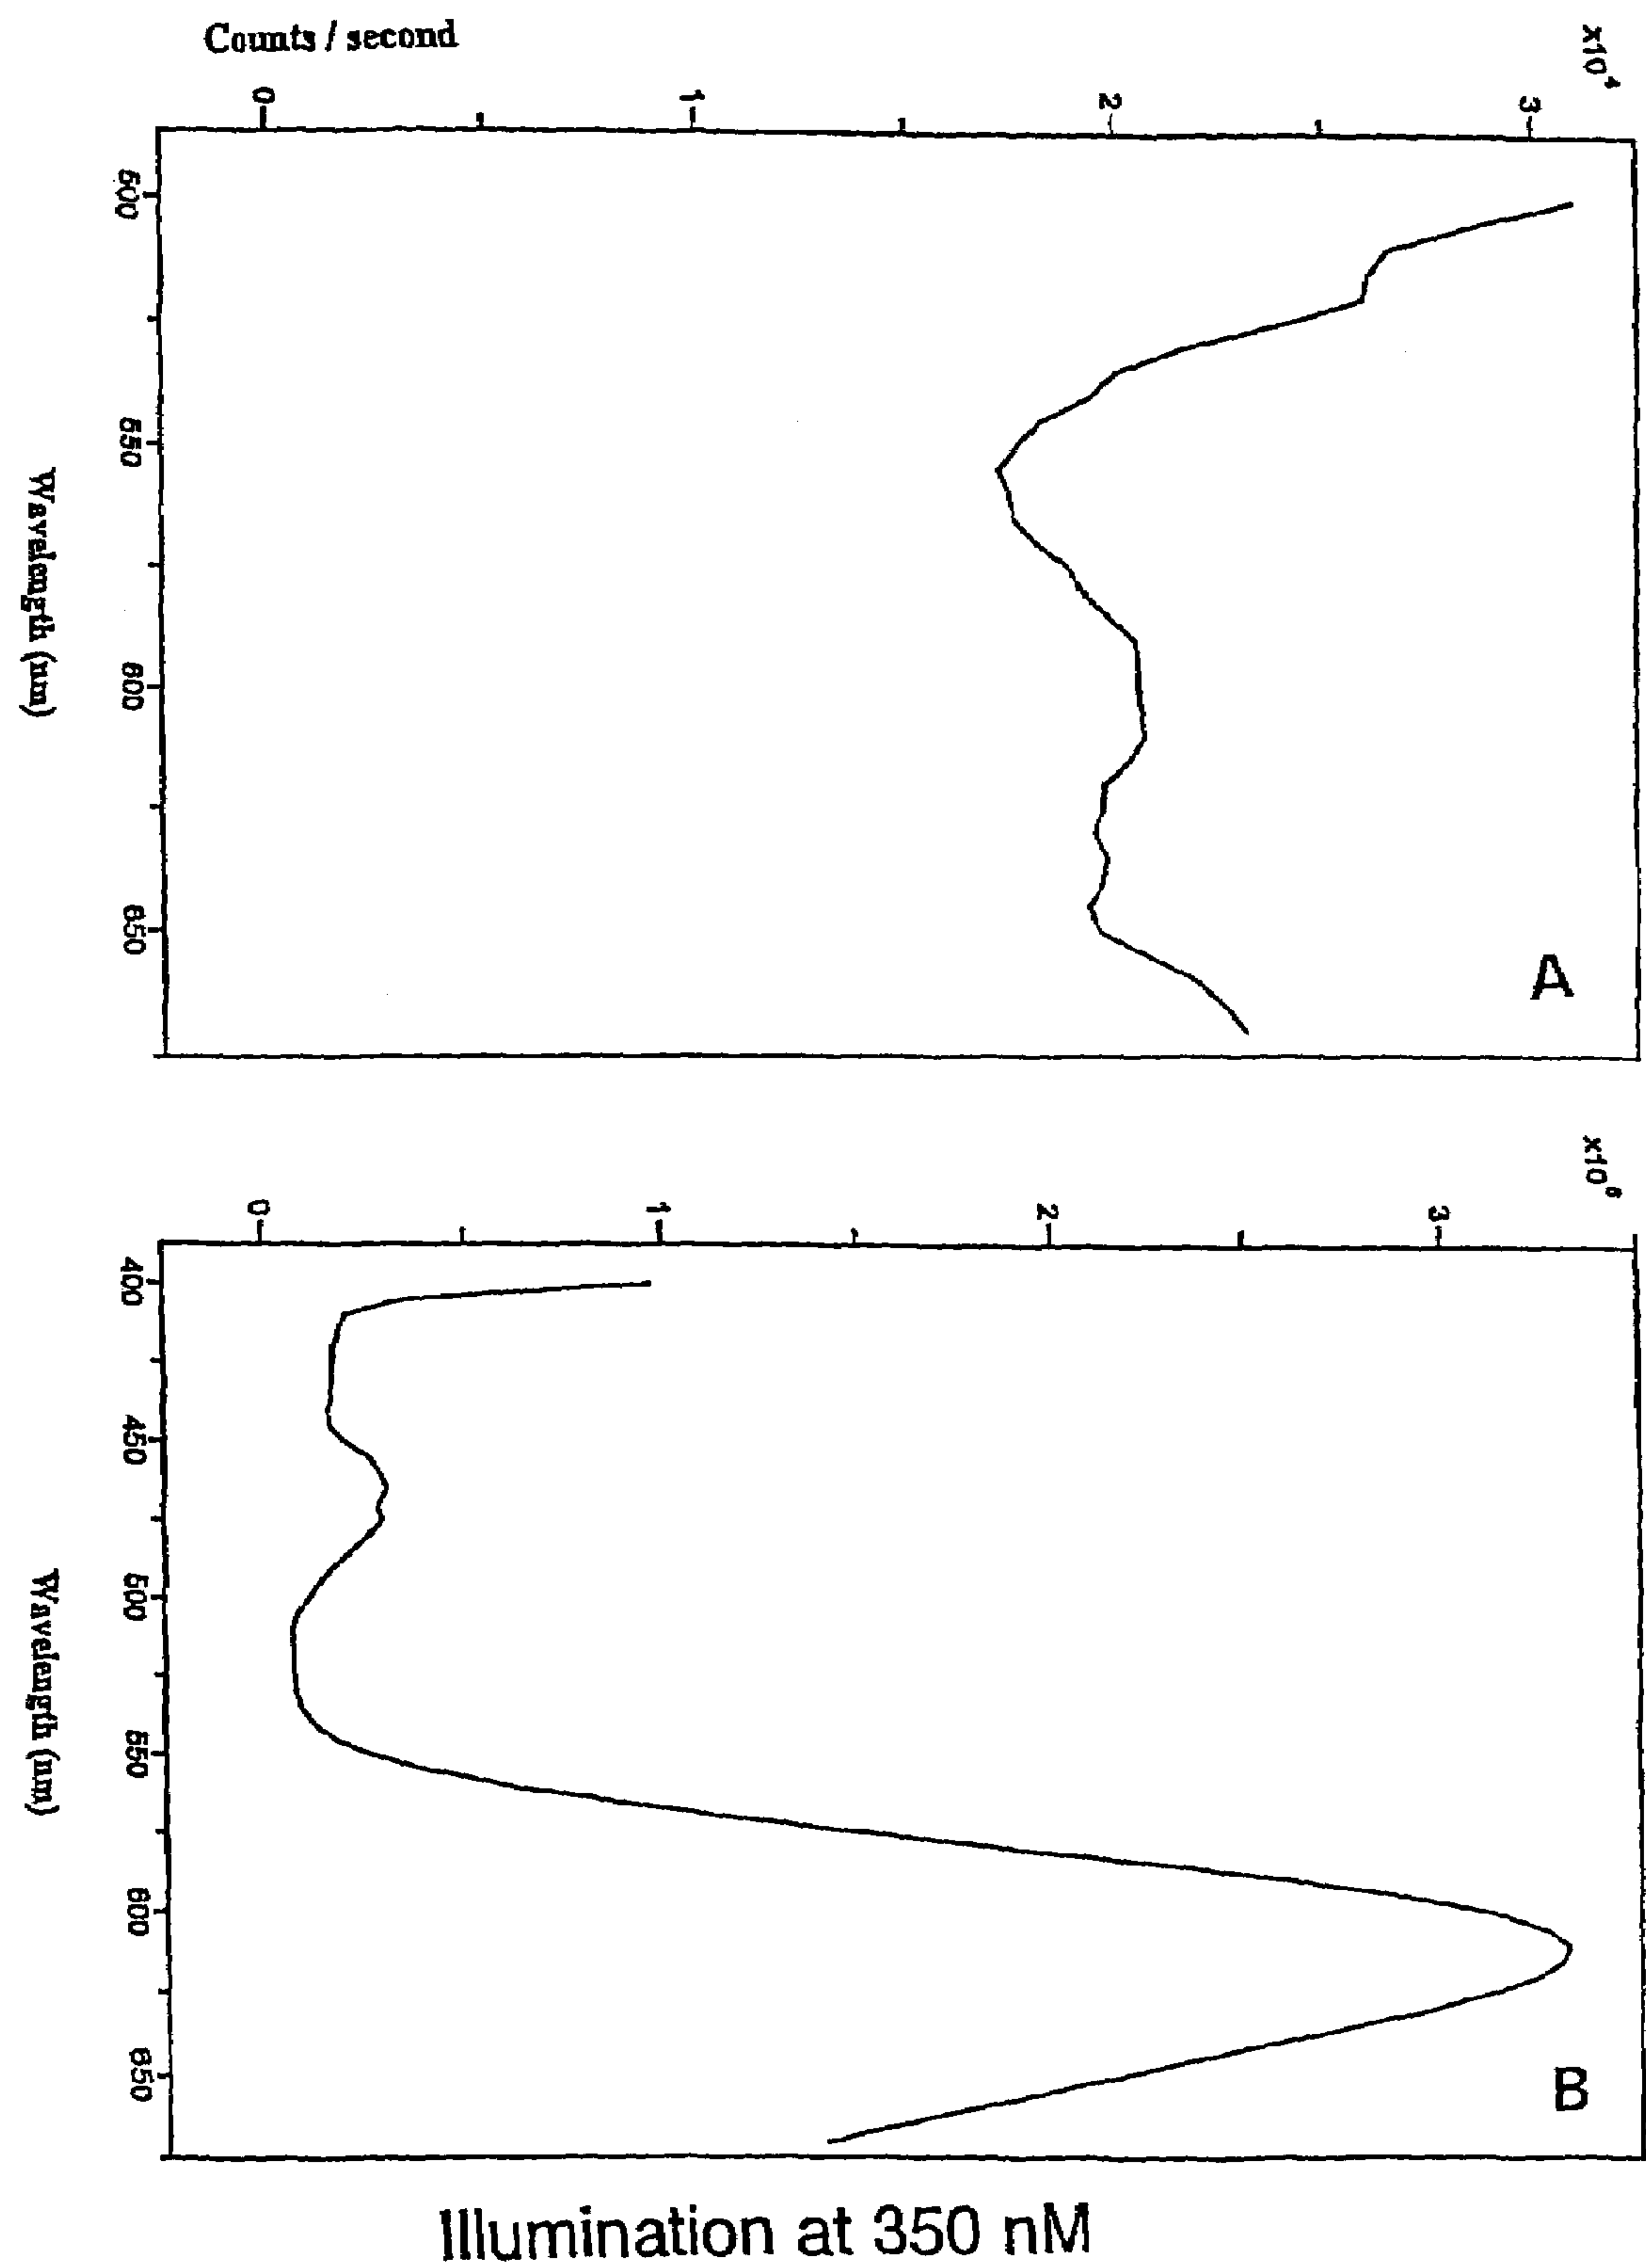 Counts / second
x10⁴
0
1
2
3
500
550
600
650
Wavelength (nm)
A
x10⁶
0
1
2
3
400
450
500
550
600
650
Wavelength (nm)
B
Illumination at 350 nM